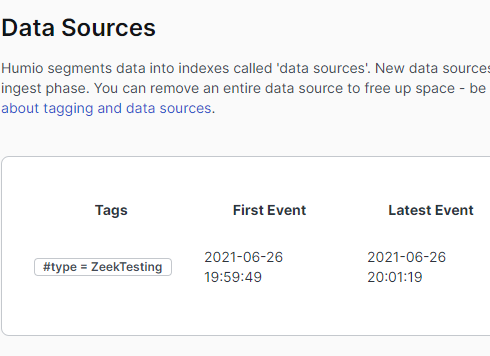 Data Sources
Humio segments data into indexes called 'data sources'. New data sources
ingest phase. You can remove an entire data source to free up space - be
about tagging and data sources.
Tags First Event Latest Event
#type = ZeekTesting 2021-06-26 19:59:49 2021-06-26 20:01:19